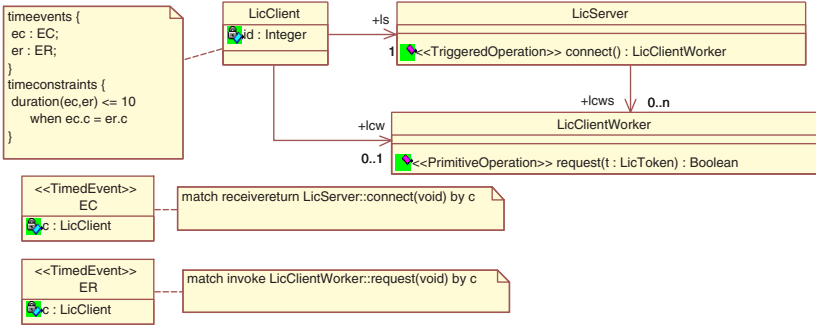 timeevents {
ec : EC;
er : ER;
}
timeconstraints {
duration(ec,er) <= 10
when ec.c = er.c
}
LicClient
id : Integer
+ls
1
LicServer
<<TriggeredOperation>> connect() : LicClientWorker
+lcws
0..n
+lcw
0..1
LicClientWorker
<<PrimitiveOperation>> request(t : LicToken) : Boolean
<<TimedEvent>>
EC
c : LicClient
match receivereturn LicServer::connect(void) by c
<<TimedEvent>>
ER
c : LicClient
match invoke LicClientWorker::request(void) by c